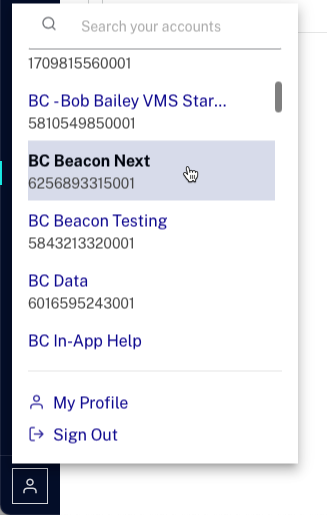 Search your accounts
1709815560001
BC - Bob Bailey VMS Star...
5810549850001
BC Beacon Next
6256893315001
BC Beacon Testing
5843213320001
BC Data
6016595243001
BC In-App Help
My Profile
Sign Out